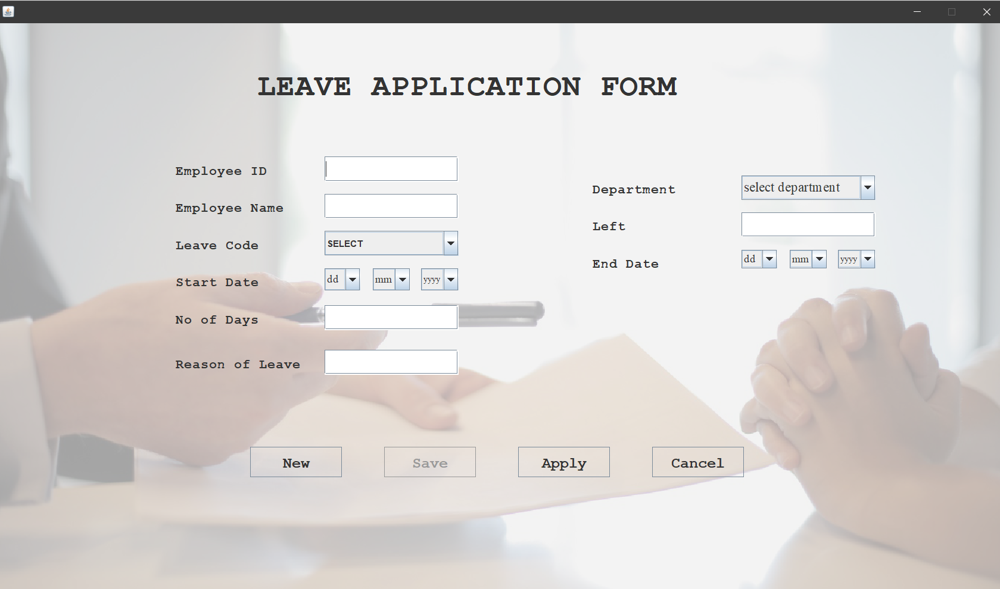 LEAVE APPLICATION FORM
Employee ID
Employee Name
Leave Code SELECT
Start Date dd mm yyyy
No of Days
Reason of Leave
Department select department
Left
End Date dd mm yyyy
New Save Apply Cancel